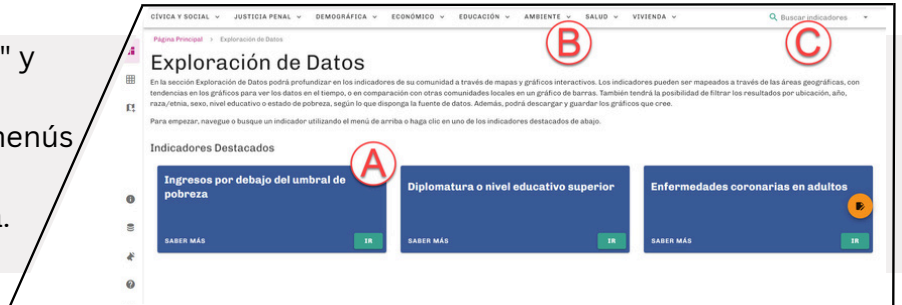 " y
menús
.
CÍVICA Y SOCIAL JUSTICIA PENAL DEMOGRÁFICA ECONÓMICO EDUCACIÓN AMBIENTE SALUD VIVIENDA Buscar indicadores
B
C
Página Principal > Exploración de Datos
Exploración de Datos
En la sección Exploración de Datos podrá profundizar en los indicadores de su comunidad a través de mapas y gráficos interactivos. Los indicadores pueden ser mapeados a través de las áreas geográficas, con
tendencias en los gráficos para ver los datos en el tiempo, o en comparación con otras comunidades locales en un gráfico de barras. También tendrá la posibilidad de filtrar los resultados por ubicación, año,
raza/etnia, sexo, nivel educativo o estado de pobreza, según lo que disponga la fuente de datos. Además, podrá descargar y guardar los gráficos
que cree.
Para empezar, navegue o busque un indicador utilizando el menú de arriba o haga clic en uno de los indicadores destacados de abajo.
Indicadores Destacados
A
Ingresos por debajo del umbral de
pobreza
SABER MÁS IR
Diplomatura o nivel educativo superior
SABER MÁS IR
Enfermedades coronarias en adultos
SABER MÁS IR